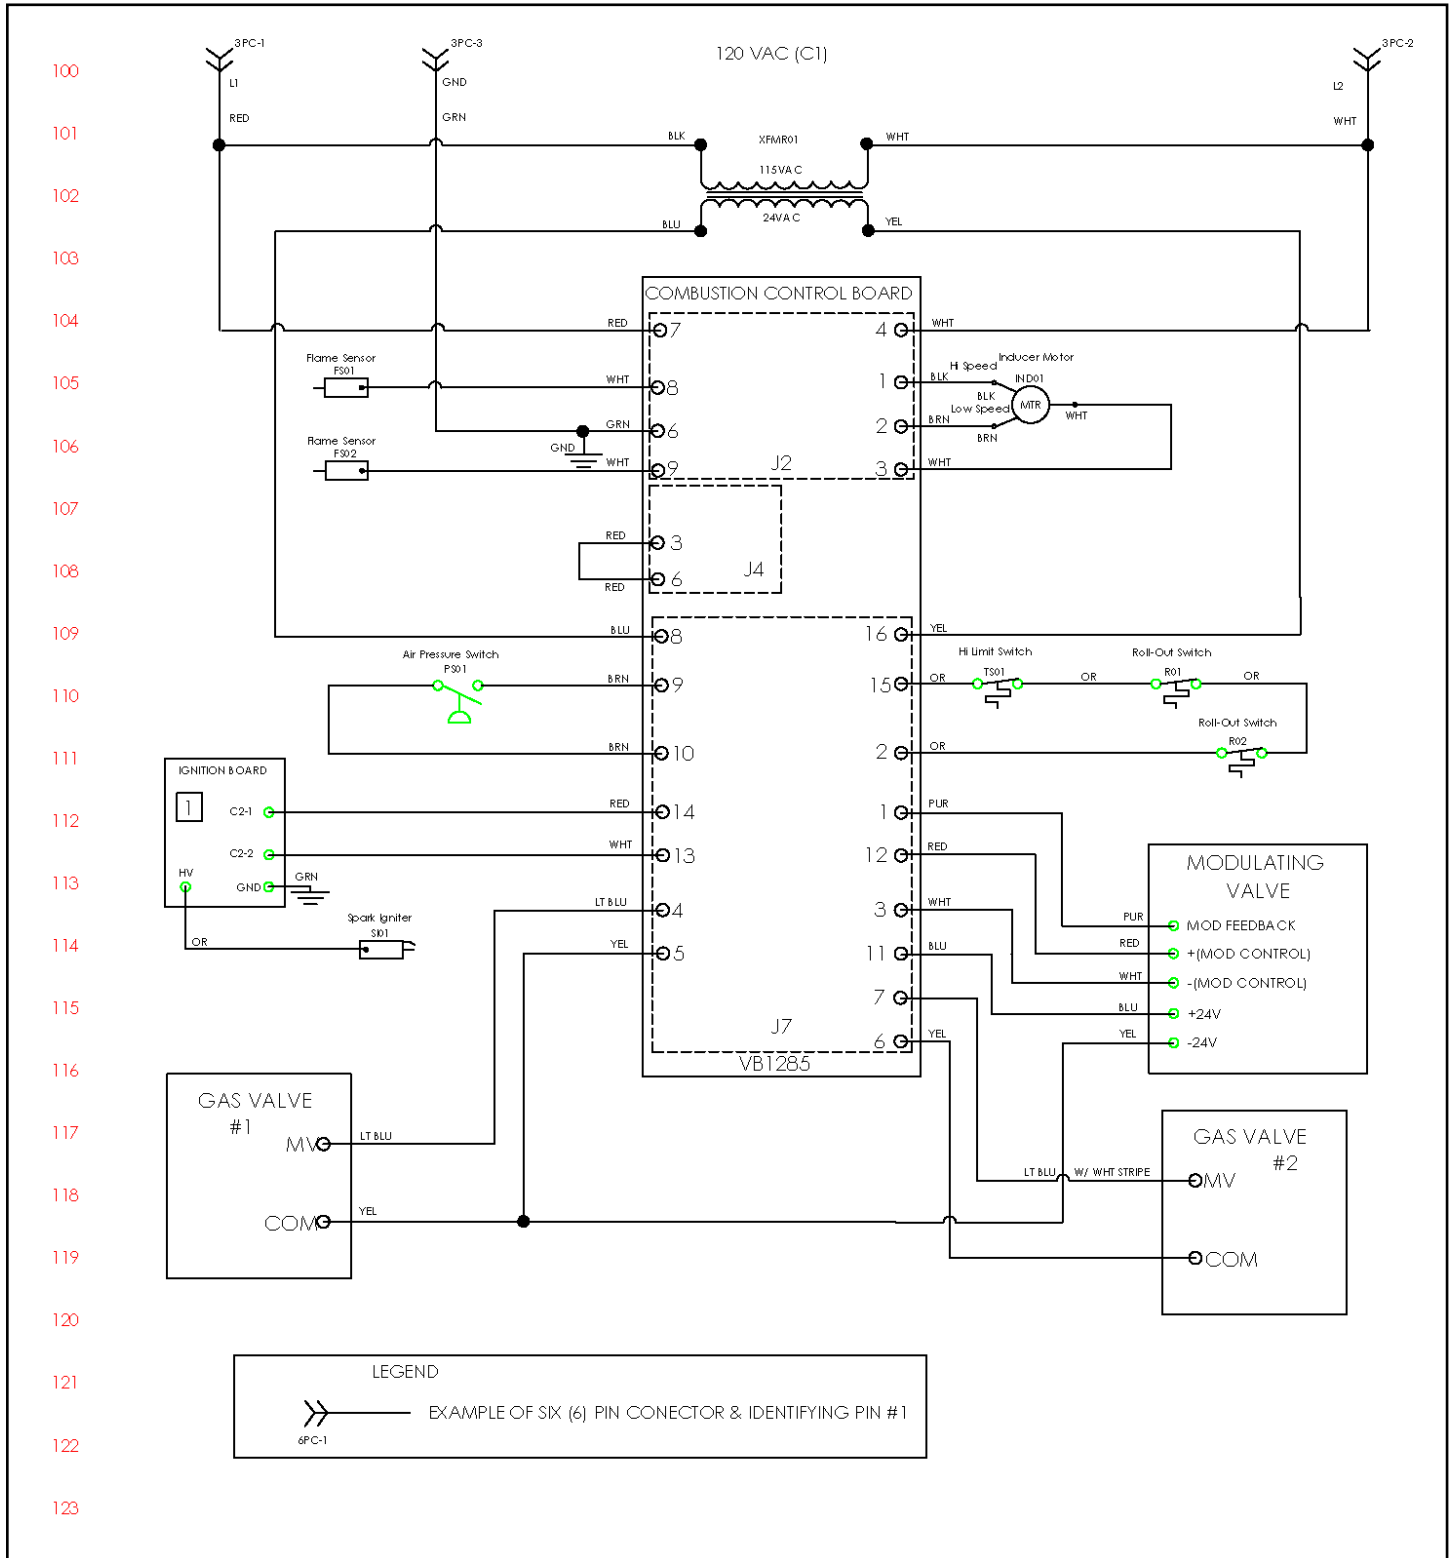 3PC-1
3PC-3
120 VAC (C1)
3PC-2
100
L1
GND
L2
RED
GRN
WHT
101
BLK
XFMR01
WHT
115VAC
102
24VAC
BLU
YEL
103
COMBUSTION CONTROL BOARD
104
RED
7
4
WHT
Flame Sensor
FS01
105
WHT
8
1
BLK
Hi Speed
Inducer Motor
IND01
BLK
MTR
WHT
Low Speed
GRN
6
2
BRN
BRN
106
Flame Sensor
FS02
GND
WHT
9
J2
3
WHT
107
RED
3
108
RED
6
J4
109
BLU
8
16
YEL
Air Pressure Switch
PS01
Hi Limit Switch
TS01
Roll-Out Switch
R01
110
BRN
9
15
OR
OR
OR
Roll-Out Switch
R02
111
BRN
10
2
OR
IGNITION BOARD
1
C2-1
112
RED
14
1
PUR
C2-2
WHT
13
12
RED
MODULATING
VALVE
113
HV
GND
GRN
LT BLU
4
3
WHT
Spark Igniter
SI01
PUR
MOD FEEDBACK
114
OR
YEL
5
11
BLU
RED
+(MOD CONTROL)
WHT
-(MOD CONTROL)
115
7
BLU
+24V
J7
6
YEL
YEL
-24V
116
VB1285
GAS VALVE
#1
117
MV
LT BLU
GAS VALVE
#2
118
LT BLU W/ WHT STRIPE
MV
COM
YEL
119
COM
120
121
LEGEND
EXAMPLE OF SIX (6) PIN CONECTOR & IDENTIFYING PIN #1
6PC-1
122
123